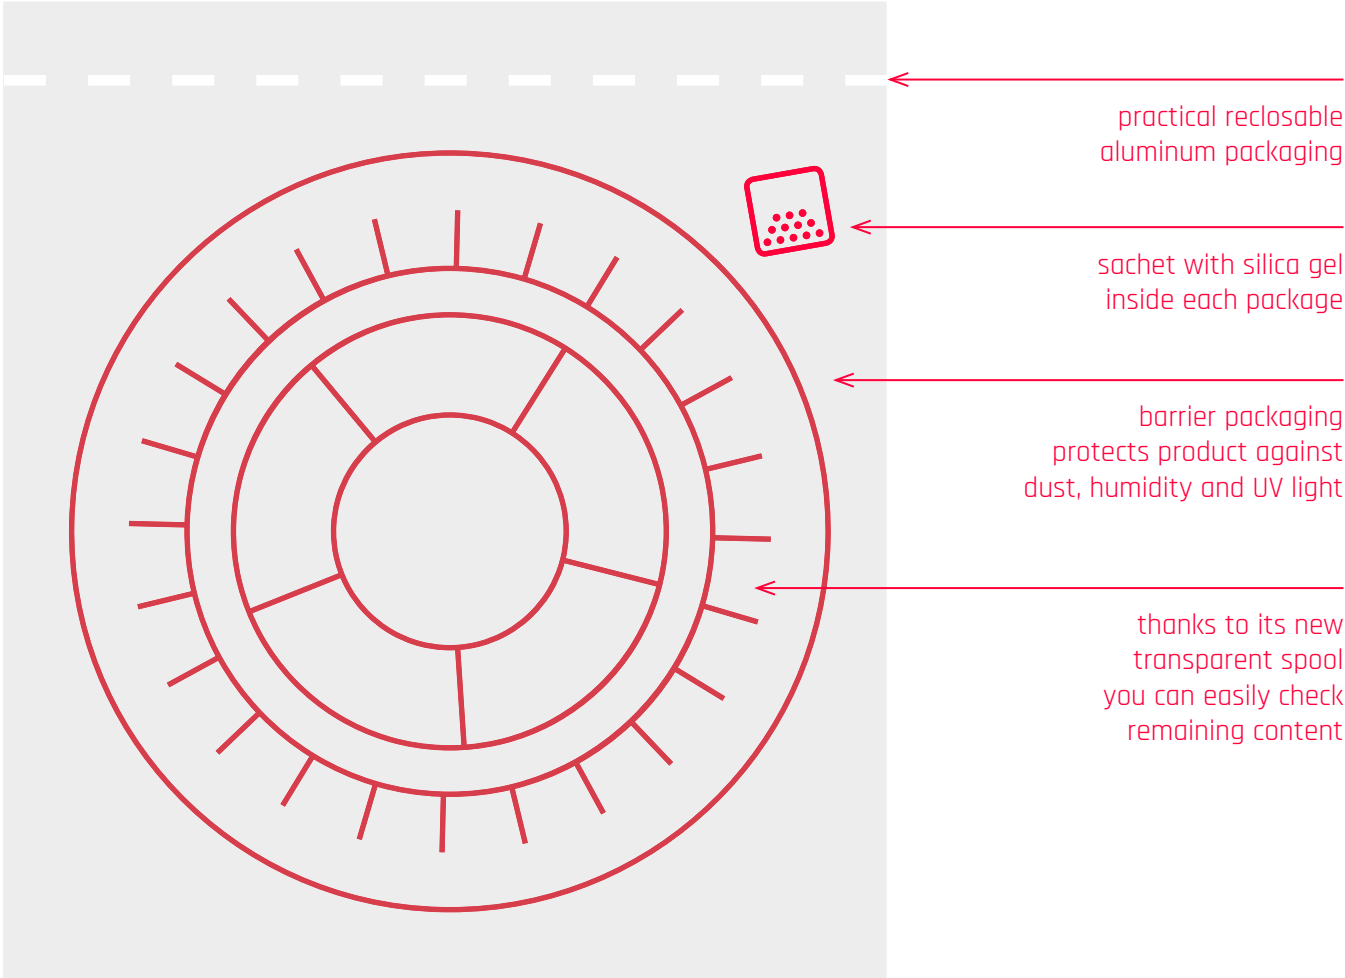 practical reclosable
aluminum packaging
sachet with silica gel
inside each package
barrier packaging
protects product against
dust, humidity and UV light
thanks to its new
transparent spool
you can easily check
remaining content